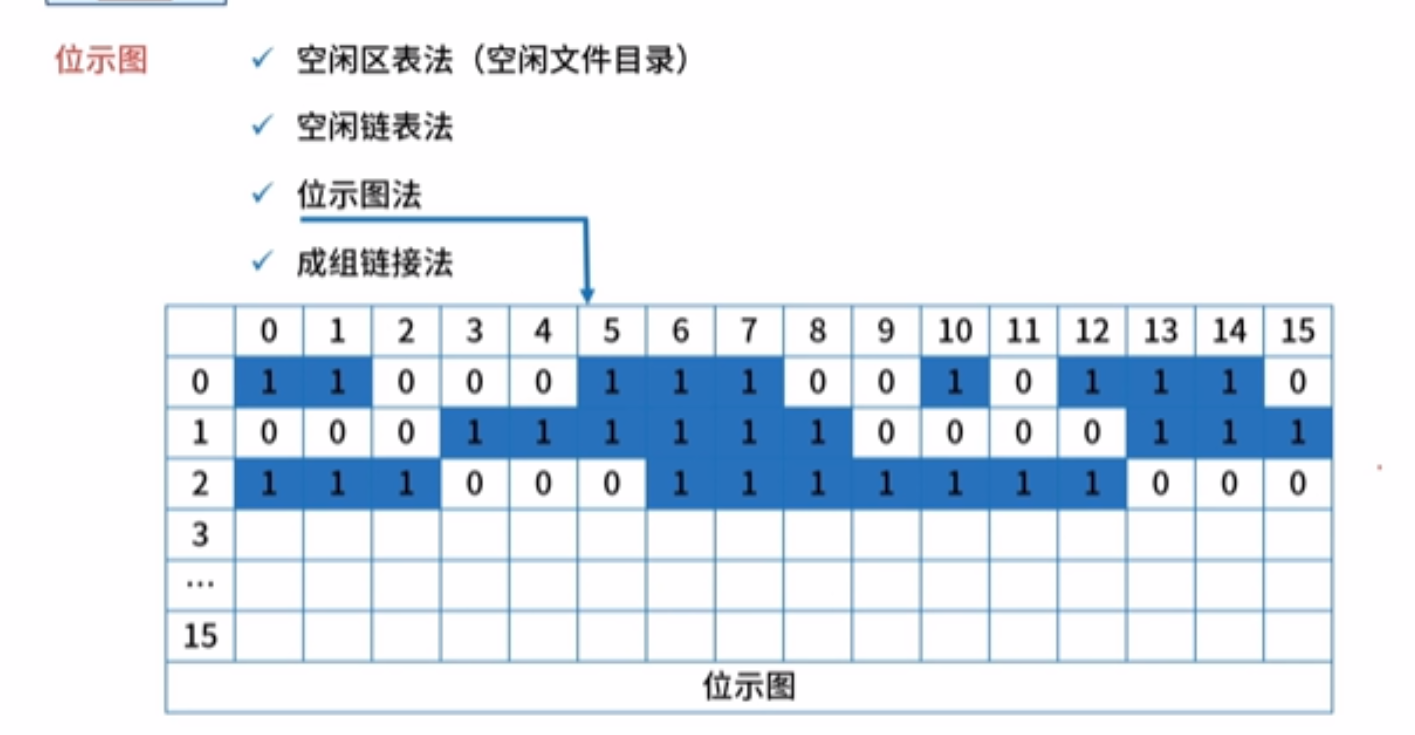 位示图
✓ 空闲区表法（空闲文件目录）
✓ 空闲链表法
✓ 位示图法
✓ 成组链接法
0 1 2 3 4 5 6 7 8 9 10 11 12 13 14 15
0 1 1 0 0 0 1 1 1 0 0 1 0 1 1 1 0
1 0 0 0 1 1 1 1 1 1 0 0 0 0 1 1 1
2 1 1 1 0 0 0 1 1 1 1 1 1 1 0 0 0
3
...
15
位示图